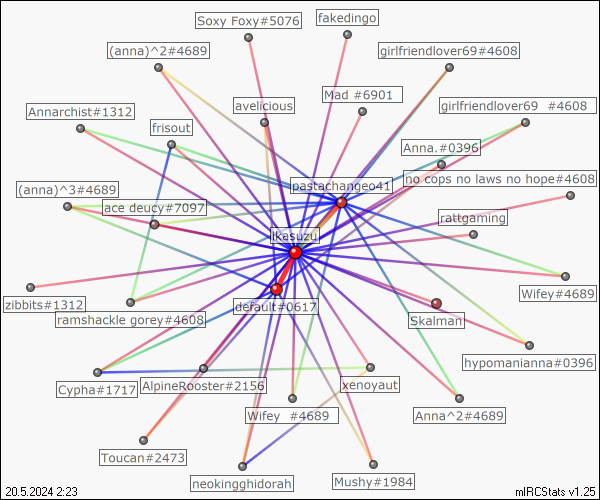 Soxy Foxy#5076
fakedingo
(anna)^2#4689
girlfriendlover69#4608
Mad #6901
Annarchist#1312
avelicious
girlfriendlover69  #4608
frisout
Anna.#0396
no cops no laws no hope#4608
(anna)^3#4689
pastachangeo41
ace deucy#7097
rattgaming
ikasuzu
zibbits#1312
ramshackle gorey#4608
default#0617
Skalman
Wifey#4689
hypomanianna#0396
Cypha#1717
AlpineRooster#2156
xenoyaut
Wifey  #4689
Anna^2#4689
Toucan#2473
neokingghidorah
Mushy#1984
20.5.2024 2:23
mIRCStats v1.25